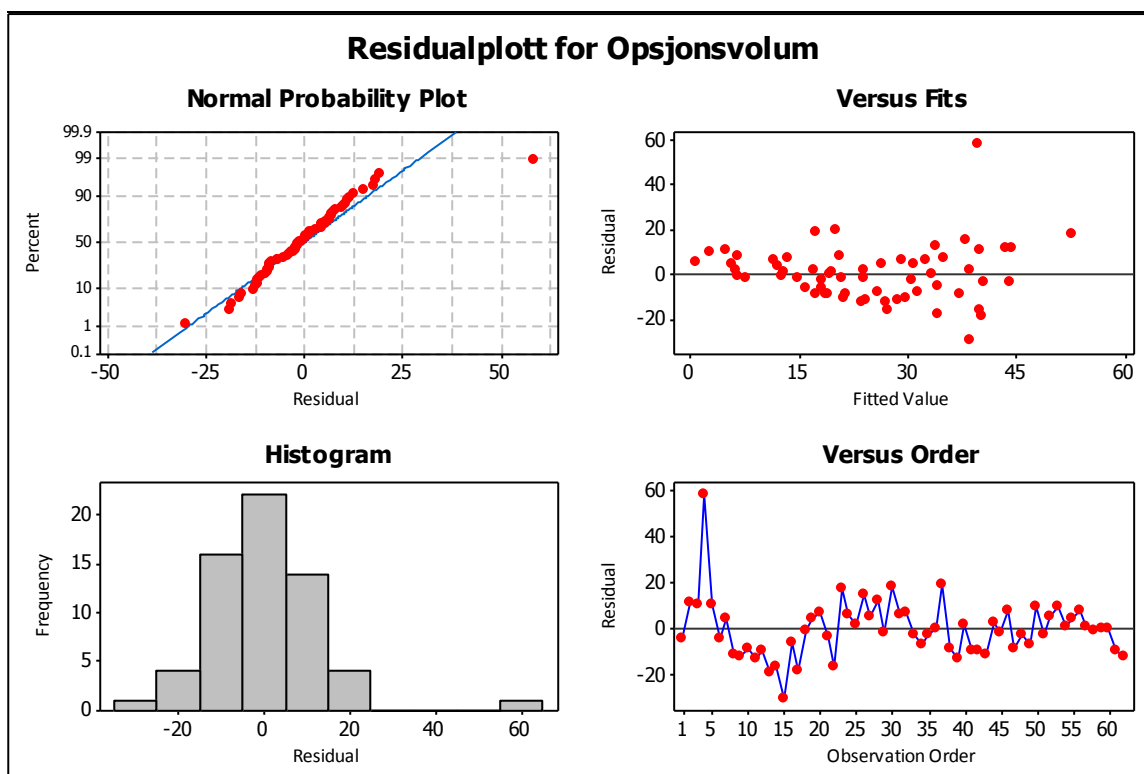 Residualplott for Opsjonsvolum
Normal Probability Plot
99.9
99
90
50
10
1
0.1
Percent
-50 -25 0 25 50
Residual
Versus Fits
60
40
20
0
-20
Residual
0 15 30 45 60
Fitted Value
Histogram
20
15
10
5
0
Frequency
-20 0 20 40 60
Residual
Versus Order
60
40
20
0
-20
Residual
1 5 10 15 20 25 30 35 40 45 50 55 60
Observation Order